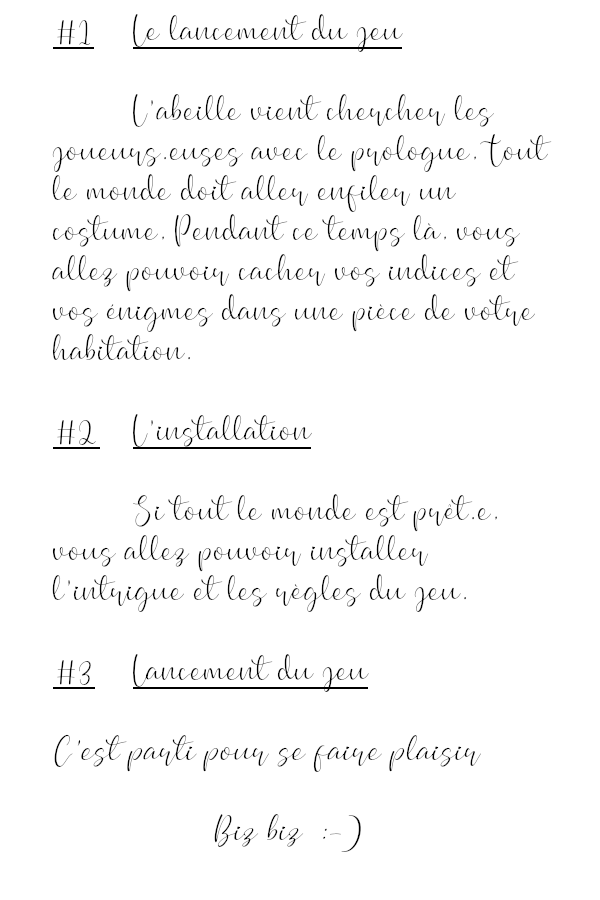 #1 Le lancement du jeu
L'abeille vient chercher les
joueurs.euses avec le prologue. Tout
le monde doit aller enfiler un
costume. Pendant ce temps là, vous
allez pouvoir cacher vos indices et
vos énigmes dans une pièce de votre
habitation.
#2 L'installation
Si tout le monde est prêt.e,
vous allez pouvoir installer
l'intrigue et les règles du jeu.
#3 Lancement du jeu
C'est parti pour se faire plaisir
Biz biz :-)